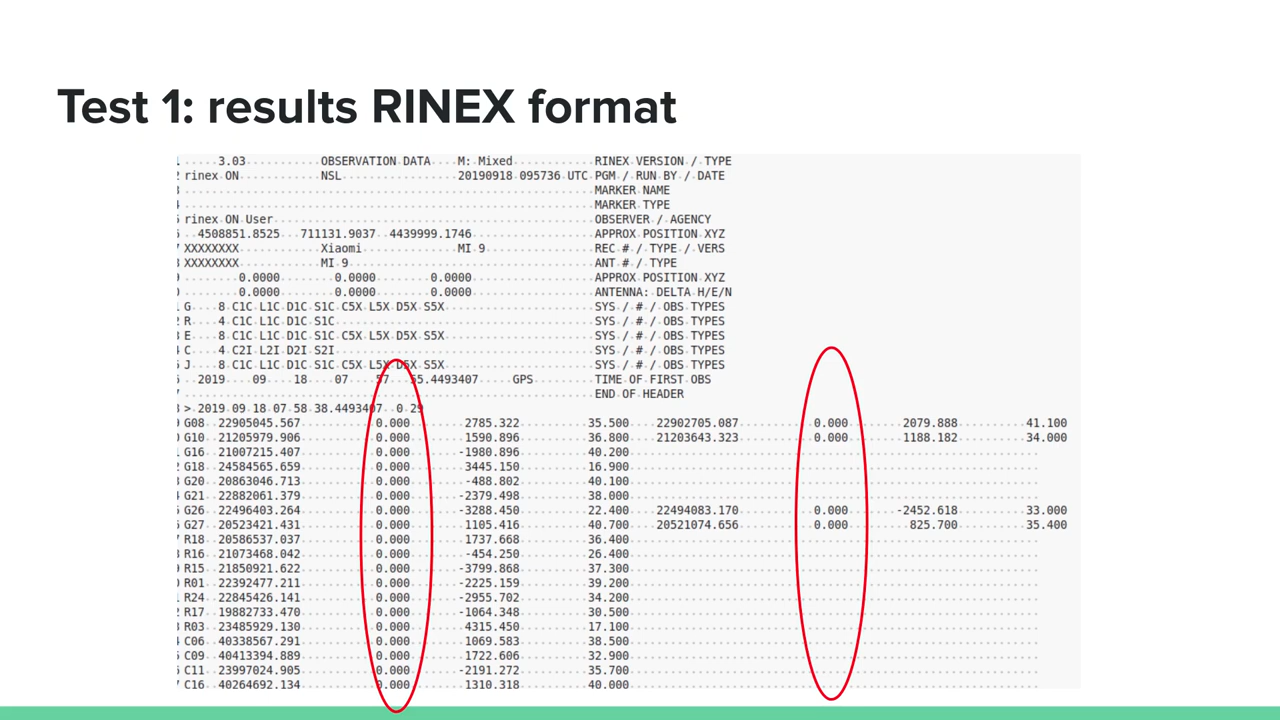 Test 1: results RINEX format
3.03 OBSERVATION DATA M: Mixed RINEX VERSION / TYPE
rinex ON NSL 20190918 095736 UTC PGM / RUN BY / DATE
MARKER NAME
MARKER TYPE
rinex ON User OBSERVER / AGENCY
4508851.8525 711131.9037 4439999.1746 APPROX POSITION XYZ
XXXXXXXX Xiaomi MI 9 REC # / TYPE / VERS
XXXXXXXX MI 9 ANT # / TYPE
0.0000 0.0000 0.0000 APPROX POSITION XYZ
0.0000 0.0000 0.0000 ANTENNA: DELTA H/E/N
G 8 C1C L1C D1C S1C C5X L5X D5X S5X SYS / # / OBS TYPES
R 4 C1C L1C D1C S1C SYS / # / OBS TYPES
E 8 C1C L1C D1C S1C C5X L5X D5X S5X SYS / # / OBS TYPES
C 4 C2I L2I D2I S2I SYS / # / OBS TYPES
J 8 C1C L1C D1C S1C C5X L5X D5X S5X SYS / # / OBS TYPES
2019 09 18 07 57 55.4493407 GPS TIME OF FIRST OBS
END OF HEADER
> 2019 09 18 07 58 38.4493407 0 29
G08 22905045.567 0.000 2785.322 35.500 22902705.087 0.000 2079.888 41.100
G10 21205979.906 0.000 1590.896 36.800 21203643.323 0.000 1188.182 34.000
G16 21007215.407 0.000 -1980.896 40.200
G18 24584565.659 0.000 3445.150 16.900
G20 20863046.713 0.000 -488.802 40.100
G21 22882061.379 0.000 -2379.498 38.000
G26 22496403.264 0.000 -3288.450 22.400 22494083.170 0.000 -2452.618 33.000
G27 20523421.431 0.000 1105.416 40.700 20521074.656 0.000 825.700 35.400
R18 20586537.037 0.000 1737.668 36.400
R16 21073468.042 0.000 -454.250 26.400
R15 21850921.622 0.000 -3799.868 37.300
R01 22392477.211 0.000 -2225.159 39.200
R24 22845426.141 0.000 -2955.702 34.200
R17 19882733.470 0.000 -1064.348 30.500
R03 23485929.130 0.000 4315.450 17.100
C06 40338567.291 0.000 1069.583 38.500
C09 40413394.889 0.000 1722.606 32.900
C11 23997024.905 0.000 -2191.272 35.700
C16 40264692.134 0.000 1310.318 40.000